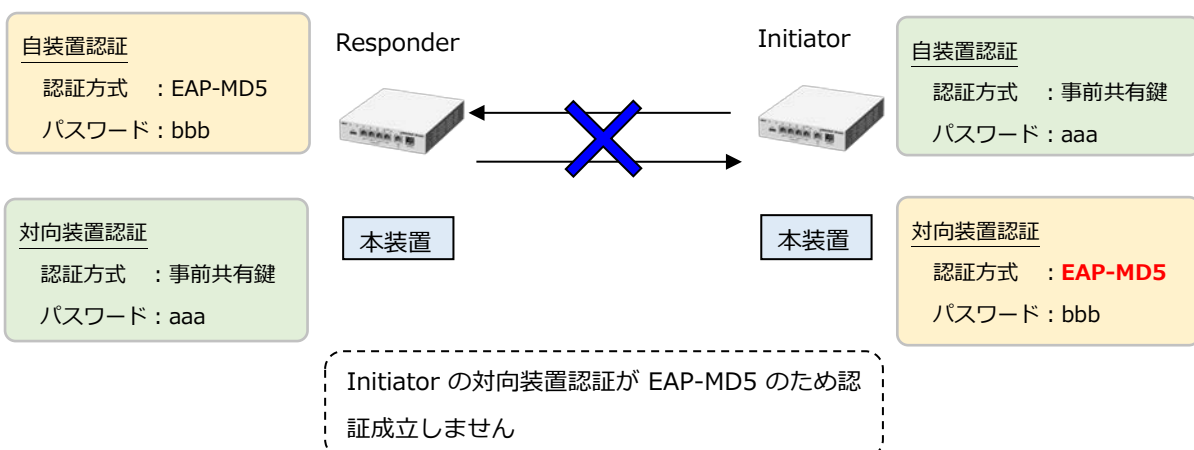 自装置認証
認証方式 : EAP-MD5
パスワード : bbb
Responder
Initiator
自装置認証
認証方式 : 事前共有鍵
パスワード : aaa
対向装置認証
認証方式 : 事前共有鍵
パスワード : aaa
本装置
本装置
対向装置認証
認証方式 : EAP-MD5
パスワード : bbb
Initiator の対向装置認証が EAP-MD5 のため認
証成立しません